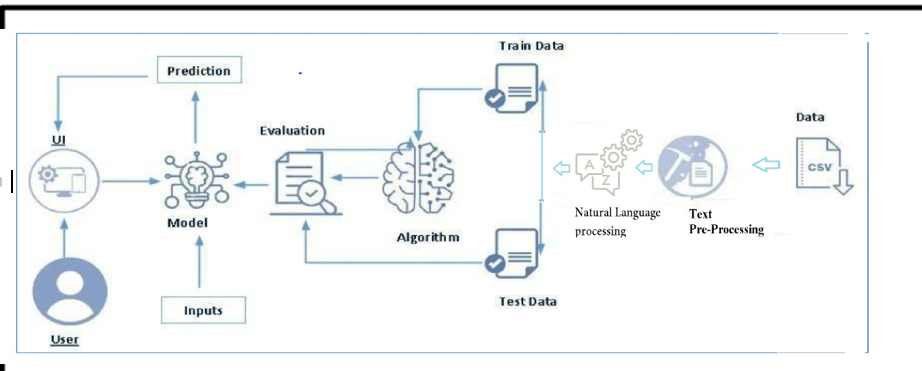 Train Data
Prediction
Data
Evaluation
UI
CSV
A
Z
Natural Language
processing
Text
Pre-Processing
Model
Algorithm
Inputs
Test Data
User